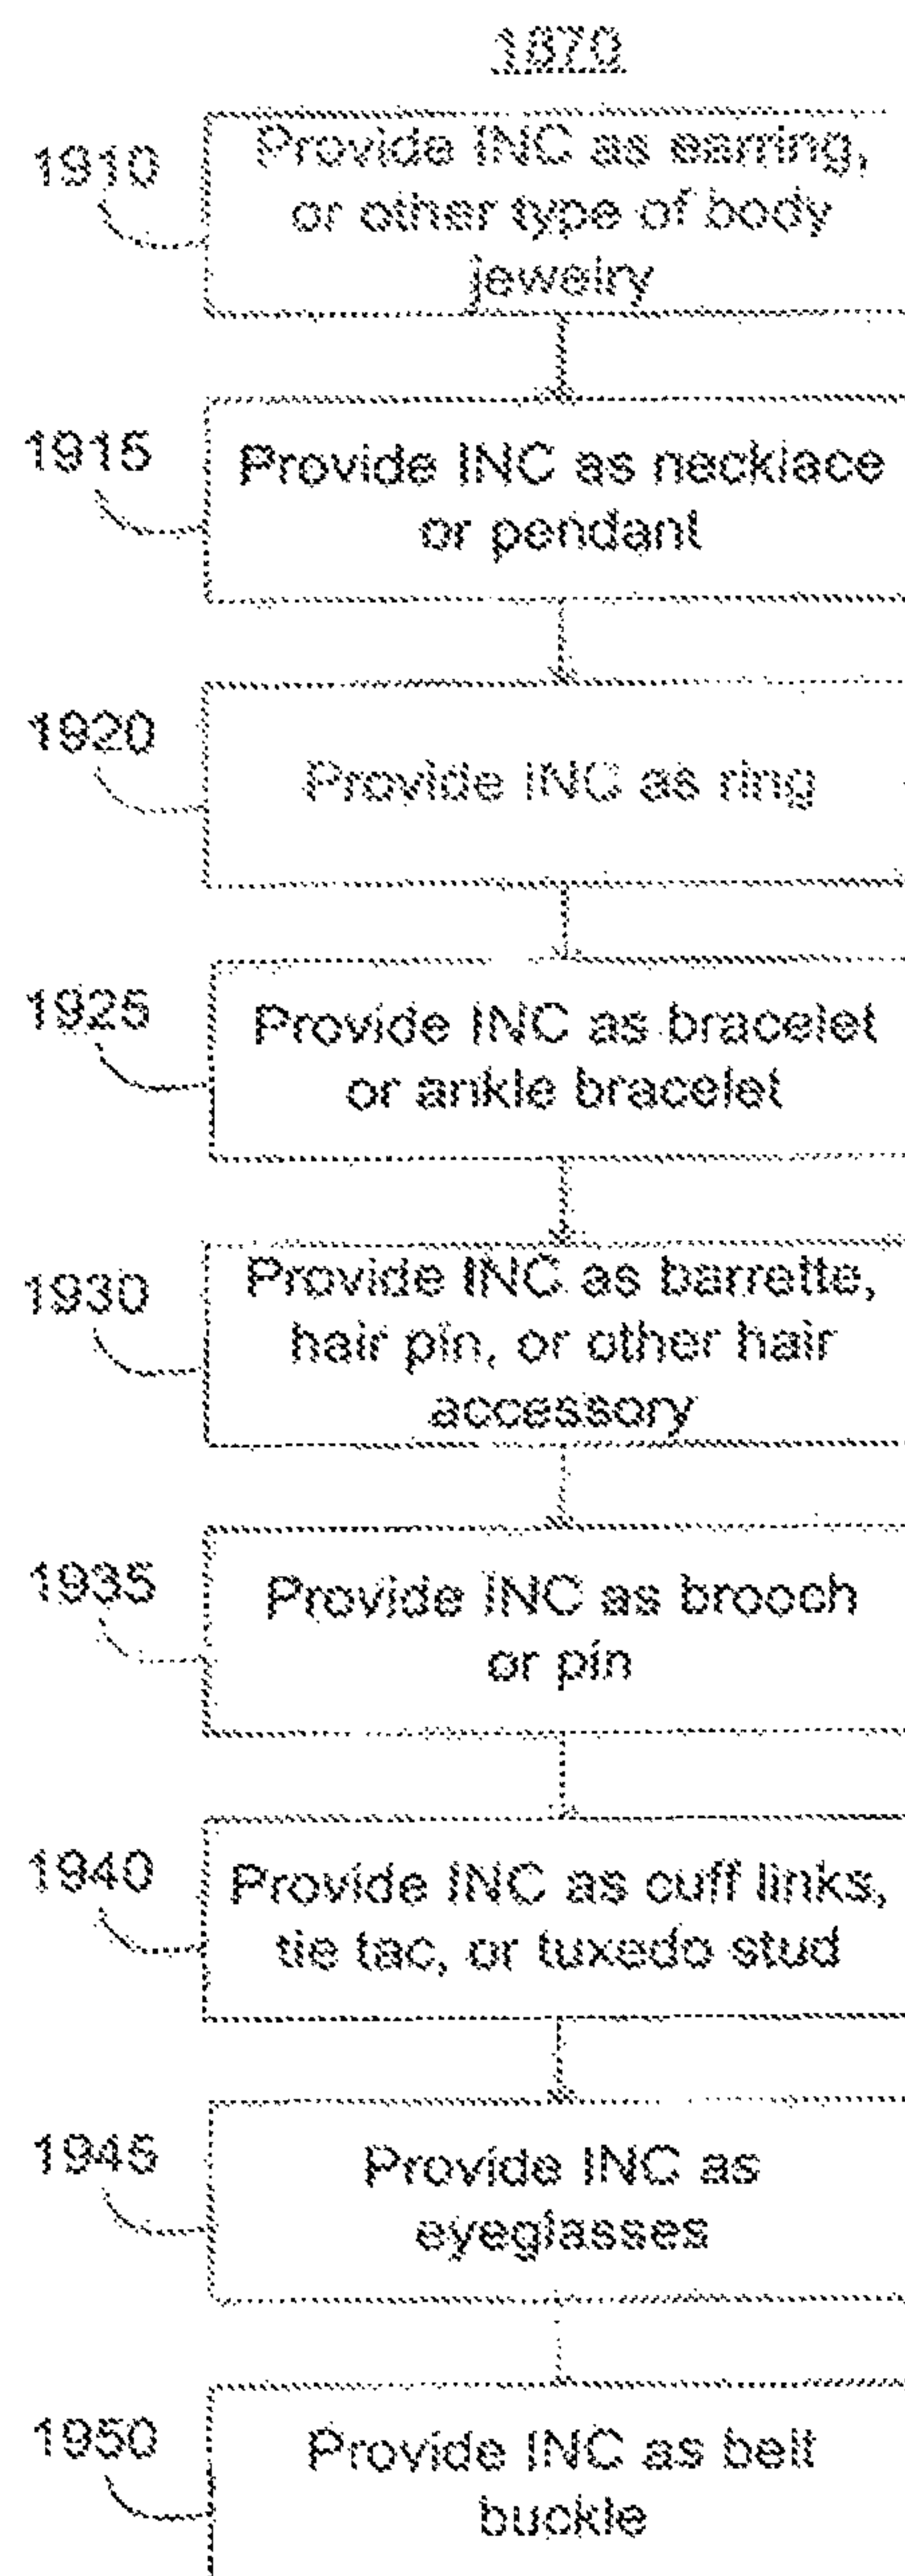 1870
1910
Provide INC as earring,
or other type of body
jewelry
1915
Provide INC as necklace
or pendant
1920
Provide INC as ring
1925
Provide INC as bracelet
or ankle bracelet
1930
Provide INC as barrette,
hair pin, or other hair
accessory
1935
Provide INC as brooch
or pin
1940
Provide INC as cuff links,
tie tac, or tuxedo stud
1945
Provide INC as
eyeglasses
1950
Provide INC as belt
buckle